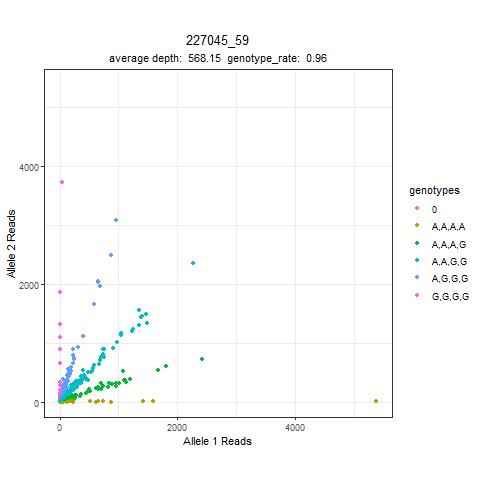 227045_59
average depth:  568.15  genotype_rate:  0.96
Allele 2 Reads
4000
2000
0
0
2000
4000
Allele 1 Reads
genotypes
0
A,A,A,A
A,A,A,G
A,A,G,G
A,G,G,G
G,G,G,G